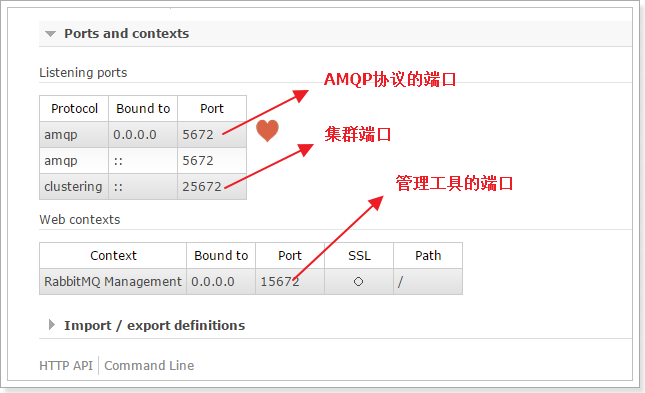 Ports and contexts
Listening ports
AMQP协议的端口
Protocol Bound to Port
amqp 0.0.0.0 5672
集群端口
amqp :: 5672
clustering :: 25672
管理工具的端口
Web contexts
Context Bound to Port SSL Path
RabbitMQ Management 0.0.0.0 15672 ○ /
Import / export definitions
HTTP API Command Line